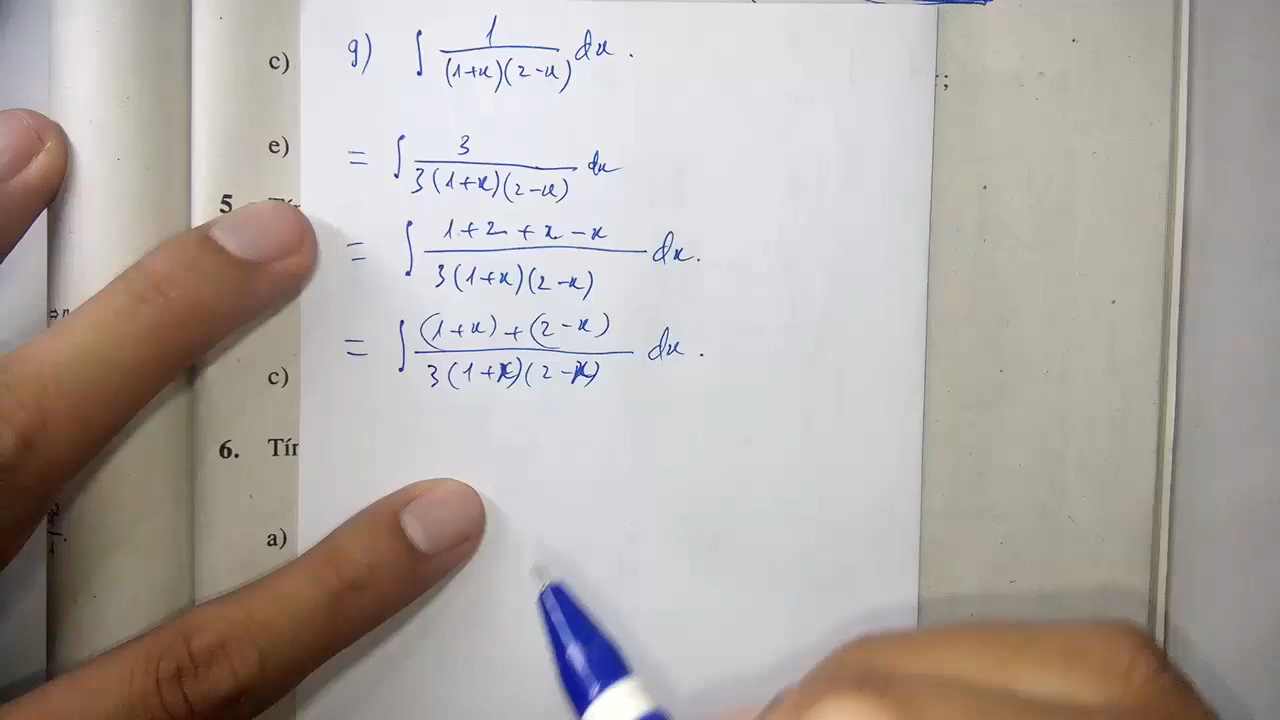 c)
g) ∫ 1/((1+x)(2-x)) dx .
;
e)
= ∫ 3/(3(1+x)(2-x)) dx
5
= ∫ (1+2+x-x)/(3(1+x)(2-x)) dx.
= ∫ ((1+x)+(2-x))/(3(1+x)(2-x)) dx .
c)
6. Tín
a)